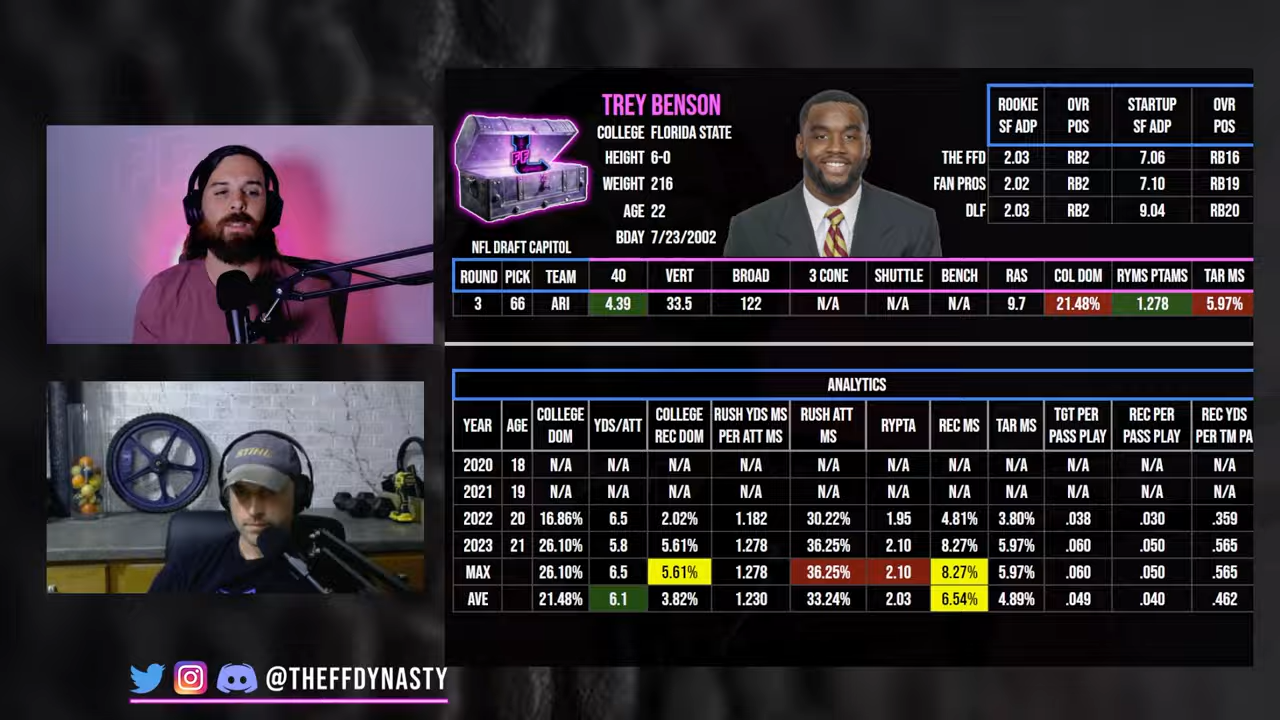 TREY BENSON
COLLEGE FLORIDA STATE
HEIGHT 6-0
WEIGHT 216
AGE 22
BDAY 7/23/2002
FF
NFL DRAFT CAPITOL
ROOKIE SF ADP OVR POS STARTUP SF ADP OVR POS
THE FFD 2.03 RB2 7.06 RB16
FAN PROS 2.02 RB2 7.10 RB19
DLF 2.03 RB2 9.04 RB20
ROUND PICK TEAM 40 VERT BROAD 3 CONE SHUTTLE BENCH RAS COL DOM RYMS PTAMS TAR MS
3 66 ARI 4.39 33.5 122 N/A N/A N/A 9.7 21.48% 1.278 5.97%
ANALYTICS
YEAR AGE COLLEGE DOM YDS/ATT COLLEGE REC DOM RUSH YDS MS PER ATT MS RUSH ATT MS RYPTA REC MS TAR MS TGT PER PASS PLAY REC PER PASS PLAY REC YDS PER TM PA
2020 18 N/A N/A N/A N/A N/A N/A N/A N/A N/A N/A N/A
2021 19 N/A N/A N/A N/A N/A N/A N/A N/A N/A N/A N/A
2022 20 16.86% 6.5 2.02% 1.182 30.22% 1.95 4.81% 3.80% .038 .030 .359
2023 21 26.10% 5.8 5.61% 1.278 36.25% 2.10 8.27% 5.97% .060 .050 .565
MAX 26.10% 6.5 5.61% 1.278 36.25% 2.10 8.27% 5.97% .060 .050 .565
AVE 21.48% 6.1 3.82% 1.230 33.24% 2.03 6.54% 4.89% .049 .040 .462
STIHL
@THEFFDYNASTY